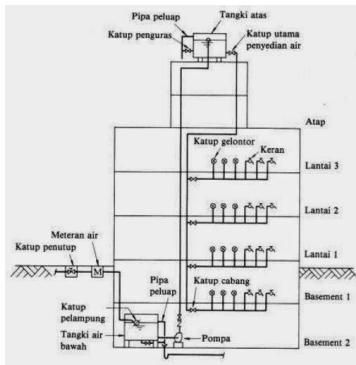 Pipa peluap
Tangki atas
Katup penguras
Katup utama
penyedian air
Atap
Katup gelontor
Keran
Lantai 3
Lantai 2
Meteran air
Katup penutup
Lantai 1
M
Pipa
peluap
Katup cabang
Basement 1
Katup
pelampung
Tangki air
bawah
Pompa
Basement 2